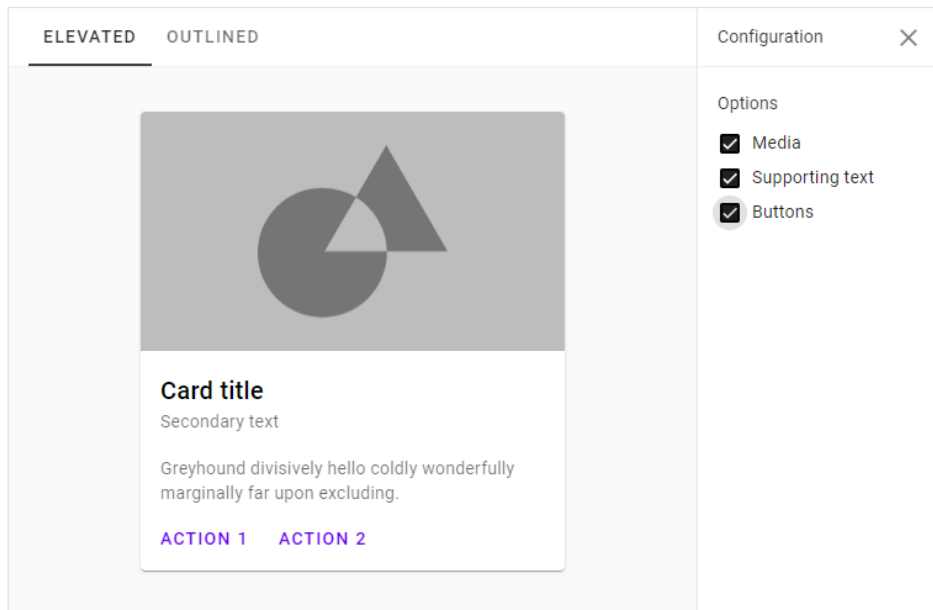 ELEVATED
OUTLINED
Configuration
Options
Media
Supporting text
Buttons
Card title
Secondary text
Greyhound divisively hello coldly wonderfully
marginally far upon excluding.
ACTION 1
ACTION 2